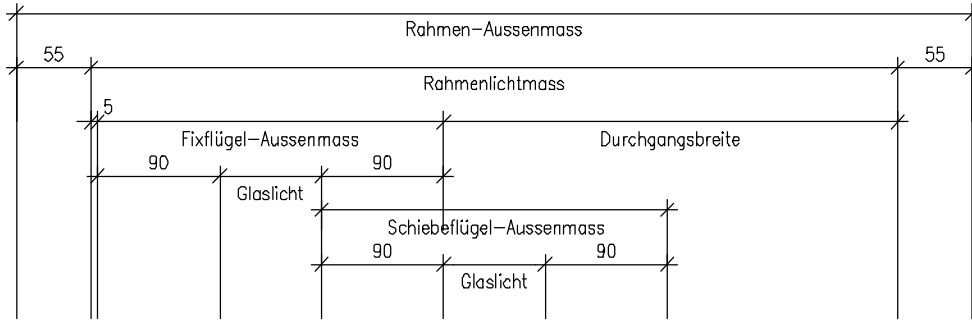 Rahmen-Aussenmass
55
55
Rahmenlichtmass
5
Fixflügel-Aussenmass
Durchgangsbreite
90
90
Glaslicht
Schiebeflügel-Aussenmass
90
90
Glaslicht